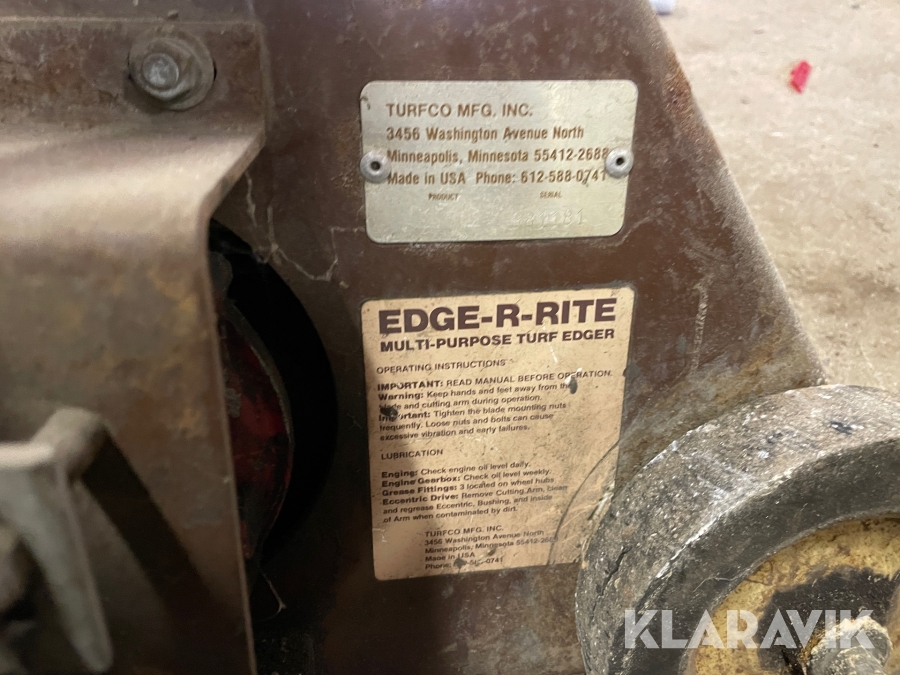 TURFCO MFG, INC.
3456 Washington Avenue North
Minneapolis, Minnesota 55412-2688
Made in USA Phone: 612-588-0741
PRODUCT SERIAL
EDGE-R-RITE
MULTI-PURPOSE TURF EDGER
OPERATING INSTRUCTIONS
IMPORTANT: READ MANUAL BEFORE OPERATION.
Warning: Keep hands and feet away from the
blade and cutting arm during operation.
Important: Tighten the blade mounting nuts
frequently. Loose nuts and bolts can cause
excessive vibration and early failures.
LUBRICATION
Engine: Check engine oil level daily.
Engine Gearbox: Check oil level weekly.
Grease Fittings: 3 located on wheel hubs
Eccentric Drive: Remove Cutting Arm, clean
and regrease Eccentric, Bushing, and inside
of Arm when contaminated by dirt.
TURFCO MFG. INC.
3456 Washington Avenue North
Minneapolis, Minnesota 55412-268
Made in USA
Phone: -0741
KLARAVIK